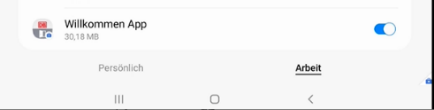 Willkommen App
30,18 MB
Persönlich Arbeit